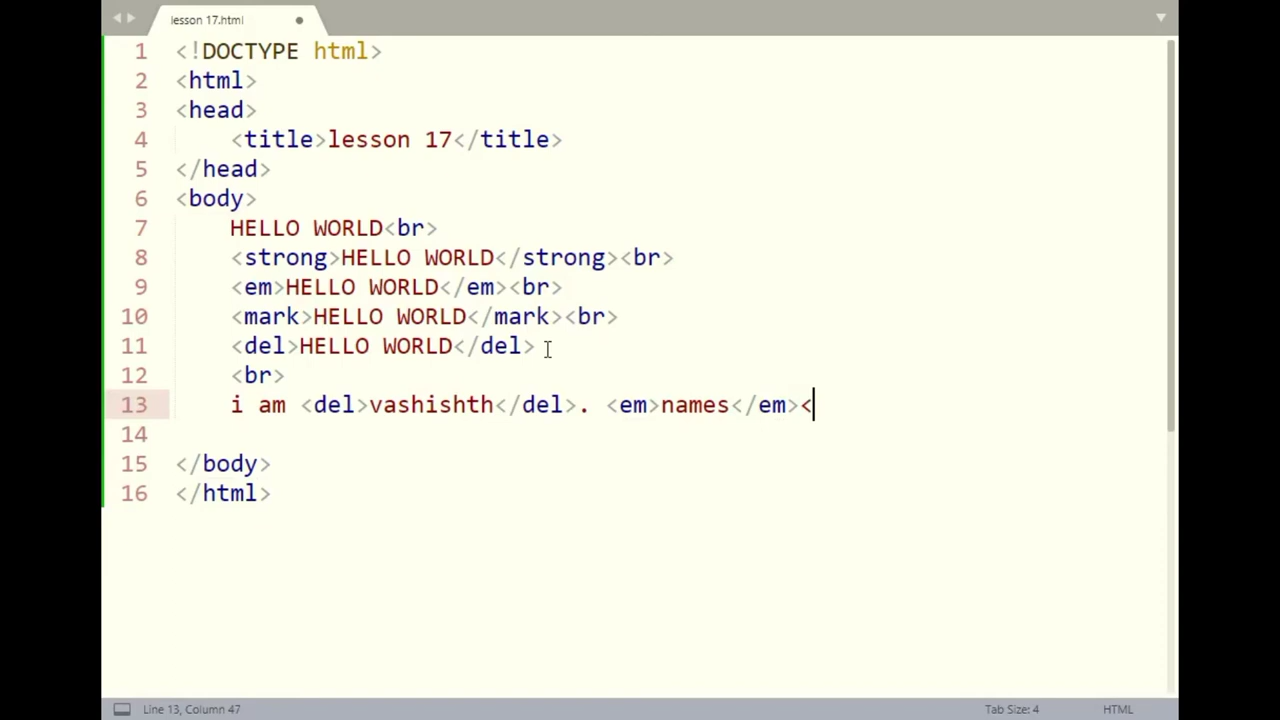 lesson 17.html
1 <!DOCTYPE html>
2 <html>
3 <head>
4 <title>lesson 17</title>
5 </head>
6 <body>
7 HELLO WORLD<br>
8 <strong>HELLO WORLD</strong><br>
9 <em>HELLO WORLD</em><br>
10 <mark>HELLO WORLD</mark><br>
11 <del>HELLO WORLD</del>
12 <br>
13 i am <del>vashishth</del>. <em>names</em><
14
15 </body>
16 </html>
Line 13, Column 47 Tab Size: 4 HTML